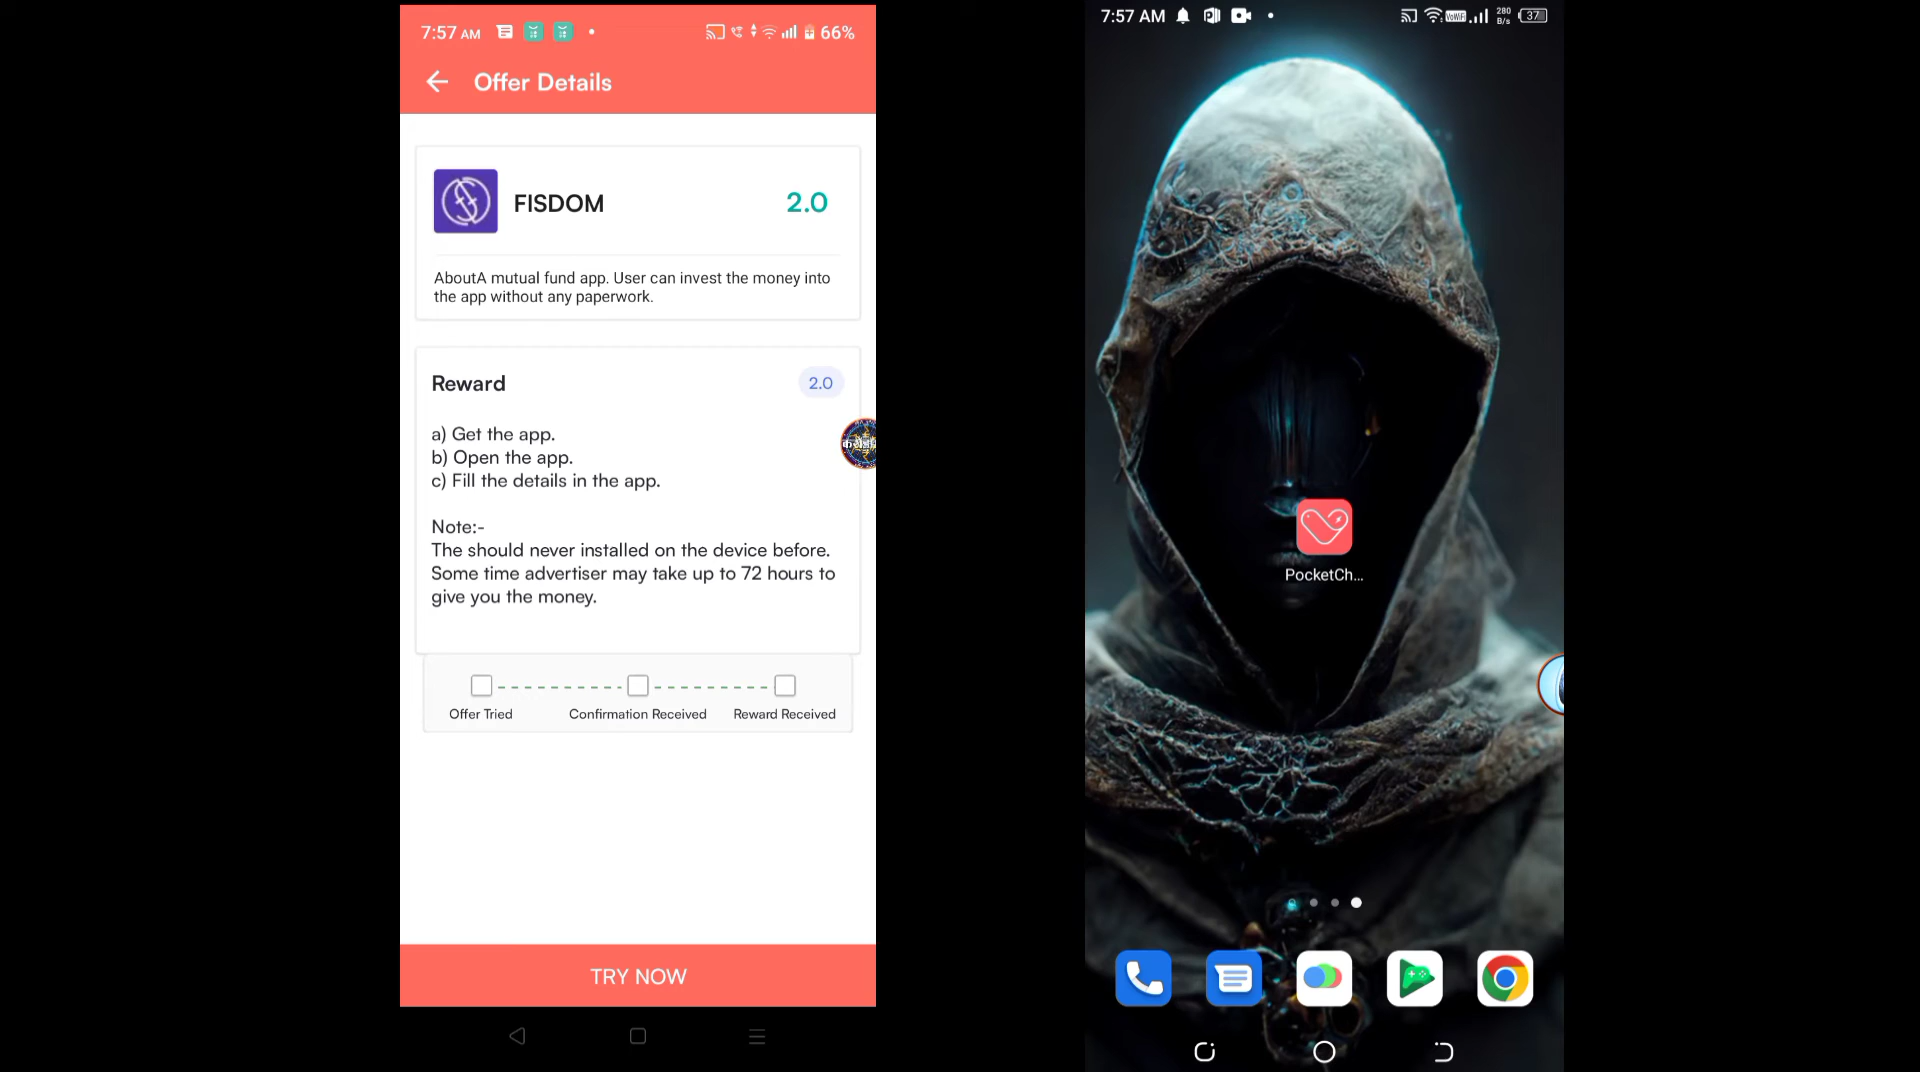 7:57 AM
66%
Offer Details
FISDOM
2.0
AboutA mutual fund app. User can invest the money into
the app without any paperwork.
Reward
2.0
a) Get the app.
b) Open the app.
c) Fill the details in the app.
Note:-
The should never installed on the device before.
Some time advertiser may take up to 72 hours to
give you the money.
Offer Tried
Confirmation Received
Reward Received
TRY NOW
7:57 AM
VoWiFi
280
B/s
37
PocketCh...